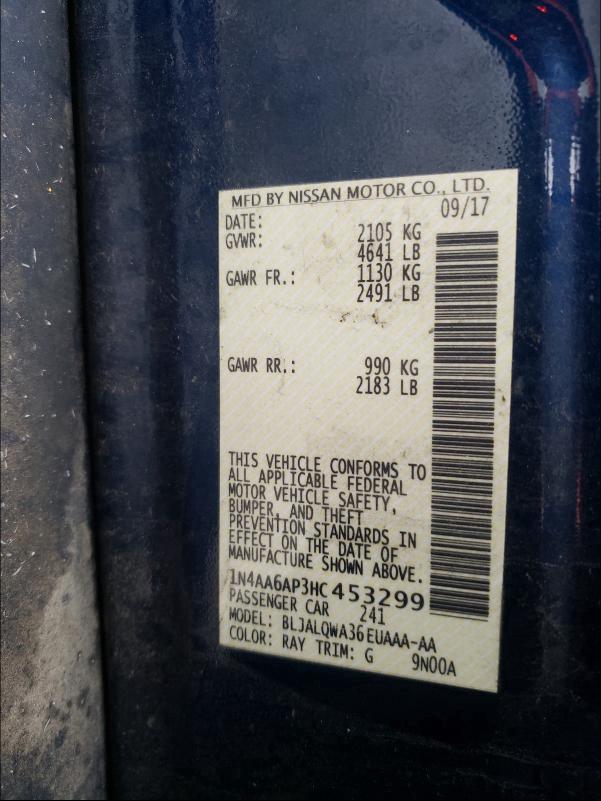 MFD BY NISSAN MOTOR CO., LTD.
DATE: 09/17
GVWR: 2105 KG
4641 LB
GAWR FR.: 1130 KG
2491 LB
GAWR RR.: 990 KG
2183 LB
THIS VEHICLE CONFORMS TO
ALL APPLICABLE FEDERAL
MOTOR VEHICLE SAFETY,
BUMPER, AND THEFT
PREVENTION STANDARDS IN
EFFECT ON THE DATE OF
MANUFACTURE SHOWN ABOVE.
1N4AA6AP3HC453299
PASSENGER CAR 241
MODEL: BLJALQWA36EUAAA-AA
COLOR: RAY TRIM: G 9N00A